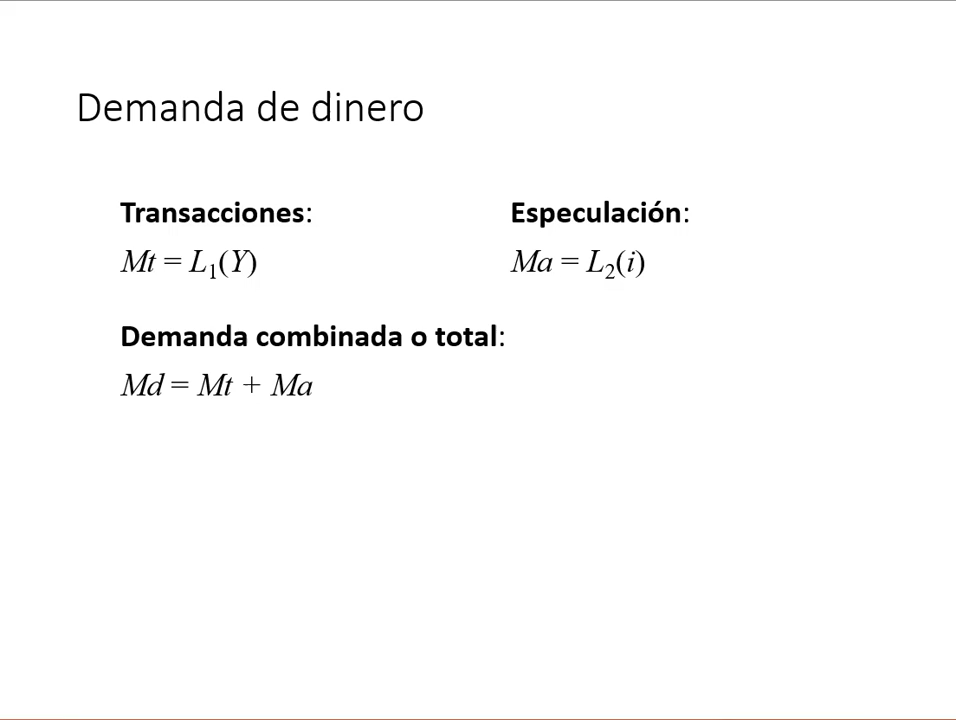 Demanda de dinero
Transacciones:
Mt = L₁(Y)
Especulación:
Ma = L₂(i)
Demanda combinada o total:
Md = Mt + Ma